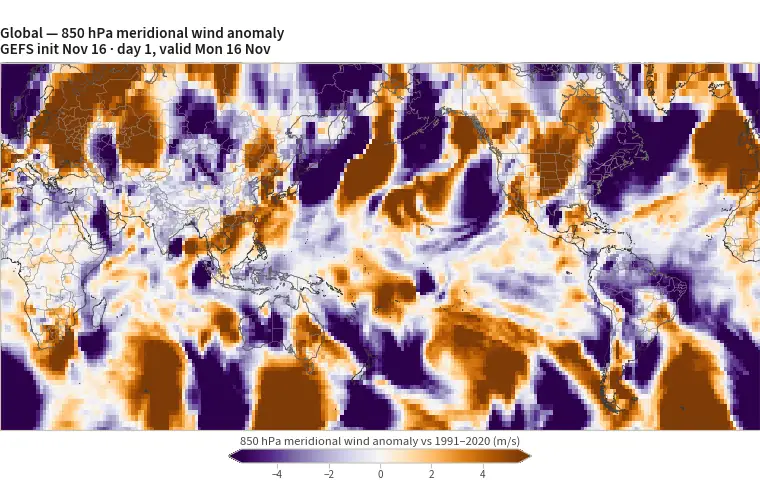 Global — 850 hPa meridional wind anomaly
GEFS init Nov 16 · day 1, valid Mon 16 Nov
850 hPa meridional wind anomaly vs 1991–2020 (m/s)
−4 −2 0 2 4